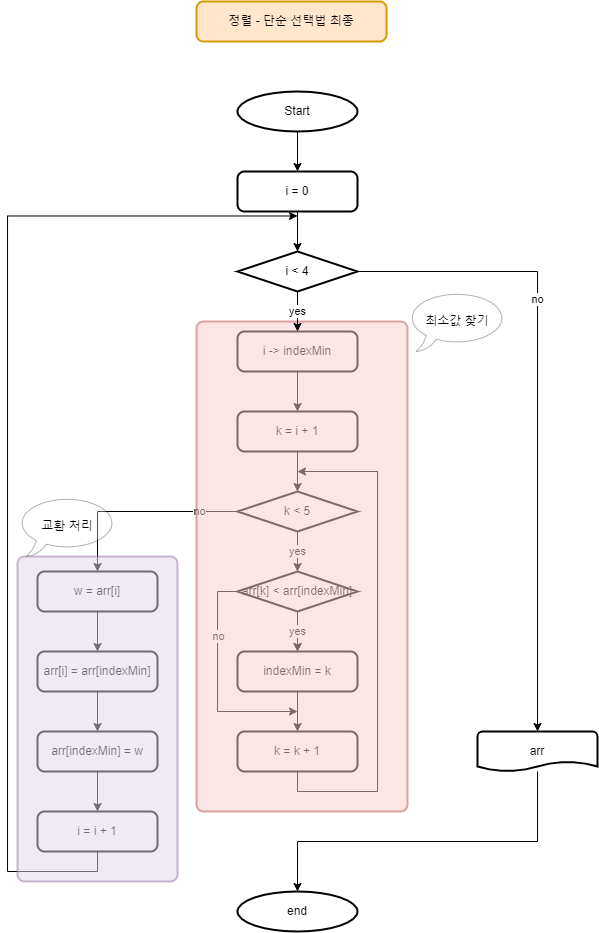 정렬 - 단순 선택법 최종
Start
i = 0
i < 4
no
yes
최소값 찾기
i -> indexMin
k = i + 1
k < 5
no
교환 처리
yes
w = arr[i]
arr[k] < arr[indexMin]
no
yes
arr[i] = arr[indexMin]
indexMin = k
arr[indexMin] = w
k = k + 1
arr
i = i + 1
end